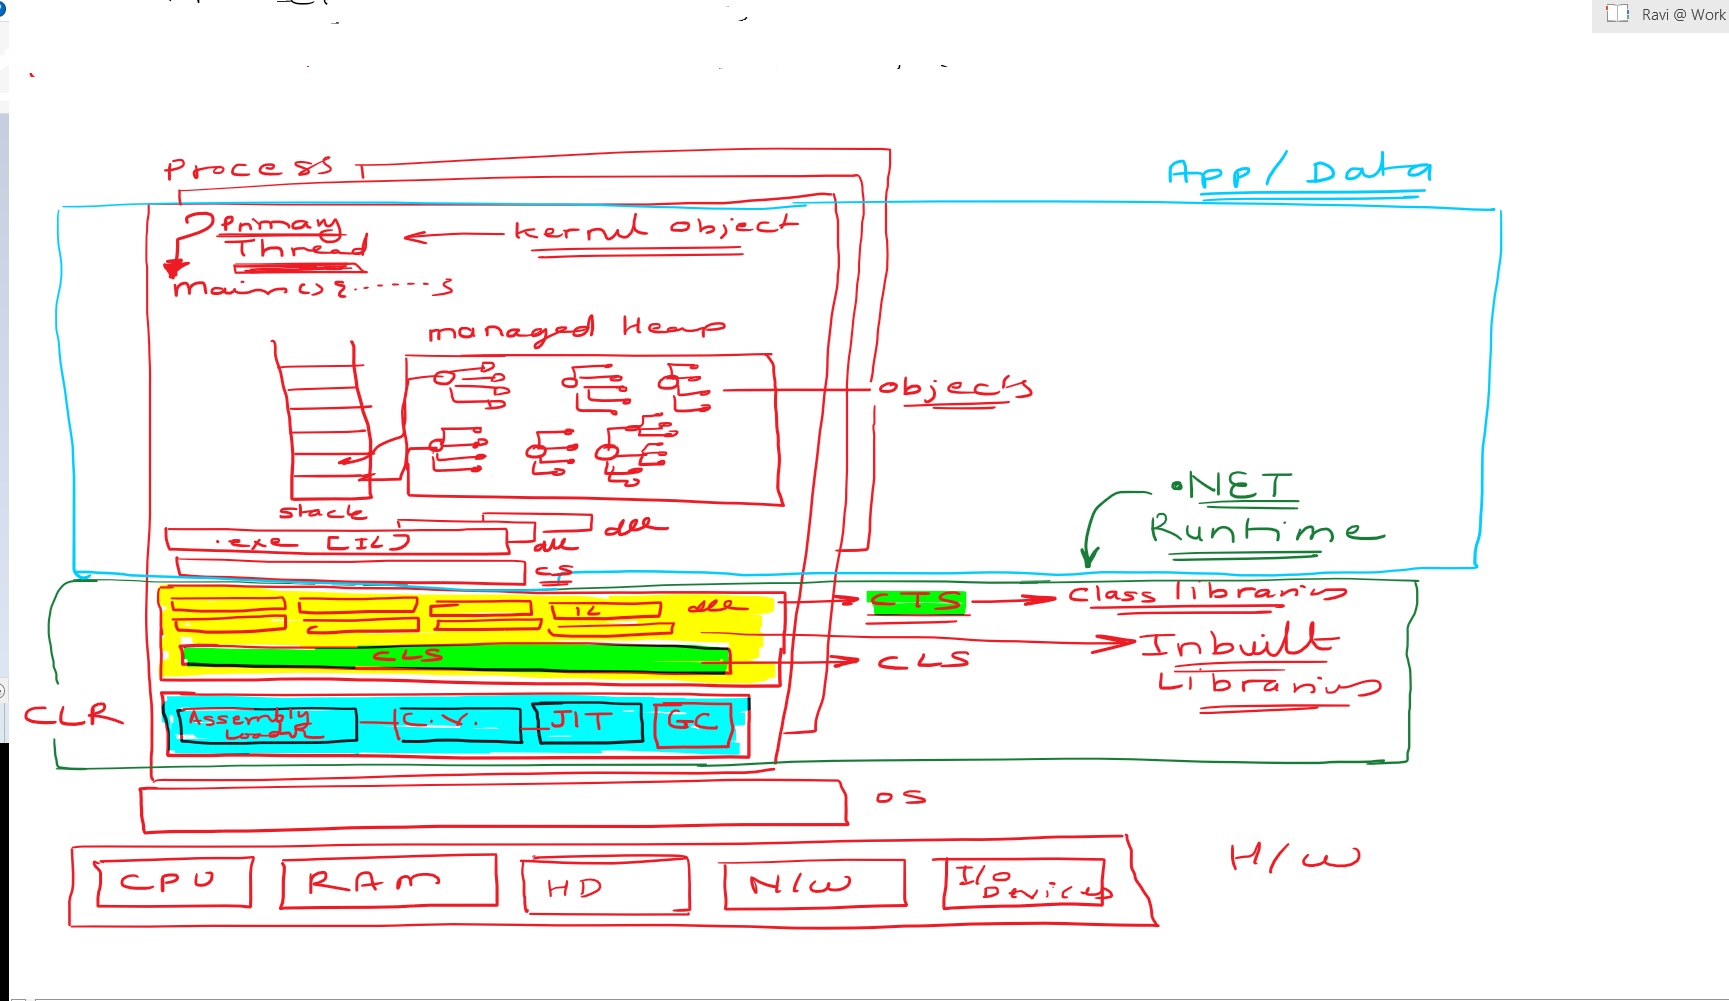 Ravi @ Work
Process
App / Data
Primary
Thread
Kernel object
main() { ....... }
managed Heap
objects
stack
.NET
Runtime
dll
.exe [IL]
dll
CS
IL
dll
CTS
Class libraries
CLS
CLS
Inbuilt
Libraries
CLR
Assembly
Loader
C.V.
JIT
GC
OS
H/W
CPU
RAM
HD
N/W
I/O
Devices